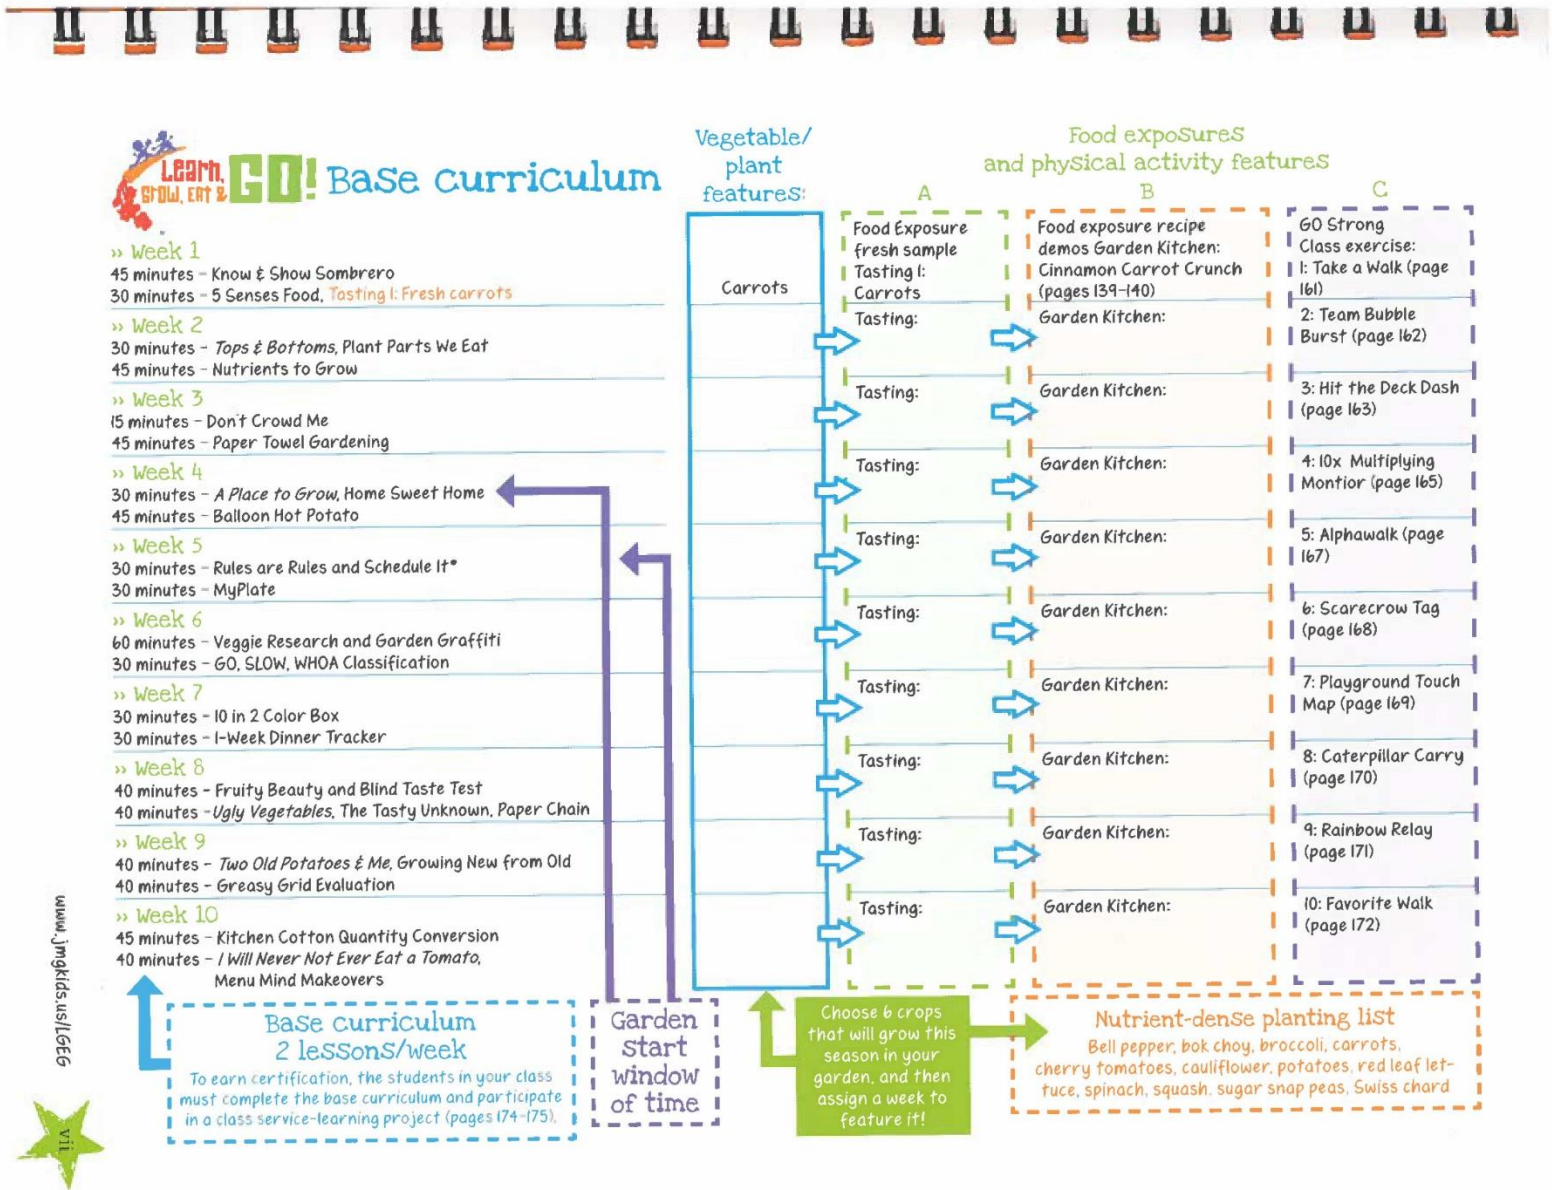 Learn,
Grow, EAT &
GO! Base curriculum
>> Week 1
45 minutes – Know & Show Sombrero
30 minutes – 5 Senses Food, Tasting 1: Fresh carrots
>> Week 2
30 minutes – Tops & Bottoms, Plant Parts We Eat
45 minutes – Nutrients to Grow
>> Week 3
15 minutes – Don't Crowd Me
45 minutes – Paper Towel Gardening
>> Week 4
30 minutes – A Place to Grow, Home Sweet Home
45 minutes – Balloon Hot Potato
>> Week 5
30 minutes – Rules are Rules and Schedule It*
30 minutes – MyPlate
>> Week 6
60 minutes – Veggie Research and Garden Graffiti
30 minutes – GO, SLOW, WHOA Classification
>> Week 7
30 minutes – 10 in 2 Color Box
30 minutes – 1-Week Dinner Tracker
>> Week 8
40 minutes – Fruity Beauty and Blind Taste Test
40 minutes – Ugly Vegetables, The Tasty Unknown, Paper Chain
>> Week 9
40 minutes – Two Old Potatoes & Me, Growing New from Old
40 minutes – Greasy Grid Evaluation
>> Week 10
45 minutes – Kitchen Cotton Quantity Conversion
40 minutes – I Will Never Not Ever Eat a Tomato,
Menu Mind Makeovers
Vegetable/
plant
features:
Carrots
Food exposures
and physical activity features
A
Food Exposure
fresh sample
Tasting 1:
Carrots
Tasting:
Tasting:
Tasting:
Tasting:
Tasting:
Tasting:
Tasting:
Tasting:
Tasting:
B
Food exposure recipe
demos Garden Kitchen:
Cinnamon Carrot Crunch
(pages 139–140)
Garden Kitchen:
Garden Kitchen:
Garden Kitchen:
Garden Kitchen:
Garden Kitchen:
Garden Kitchen:
Garden Kitchen:
Garden Kitchen:
Garden Kitchen:
C
GO Strong
Class exercise:
1: Take a Walk (page
161)
2: Team Bubble
Burst (page 162)
3: Hit the Deck Dash
(page 163)
4: 10x Multiplying
Montior (page 165)
5: Alphawalk (page
167)
6: Scarecrow Tag
(page 168)
7: Playground Touch
Map (page 169)
8: Caterpillar Carry
(page 170)
9: Rainbow Relay
(page 171)
10: Favorite Walk
(page 172)
Base curriculum
2 lessons/week
To earn certification, the students in your class
must complete the base curriculum and participate
in a class service-learning project (pages 174–175).
Garden
start
window
of time
Choose 6 crops
that will grow this
season in your
garden, and then
assign a week to
feature it!
Nutrient-dense planting list
Bell pepper, bok choy, broccoli, carrots,
cherry tomatoes, cauliflower, potatoes, red leaf let-
tuce, spinach, squash, sugar snap peas, Swiss chard
www.jmgkids.us/LGEG
vii